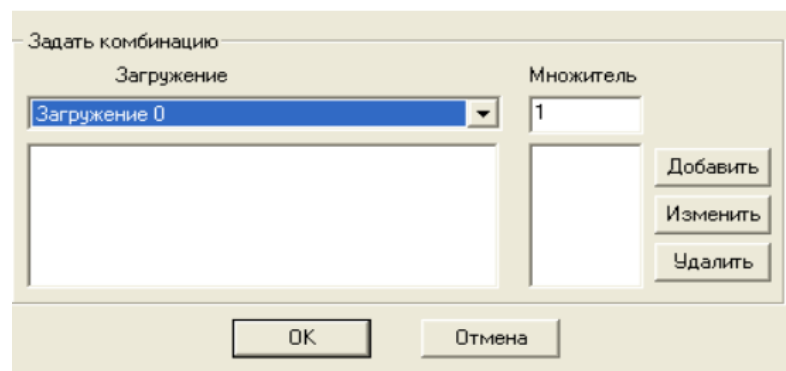 Задать комбинацию
Загружение Множитель
Загружение 0 1
Добавить
Изменить
Удалить
OK Отмена